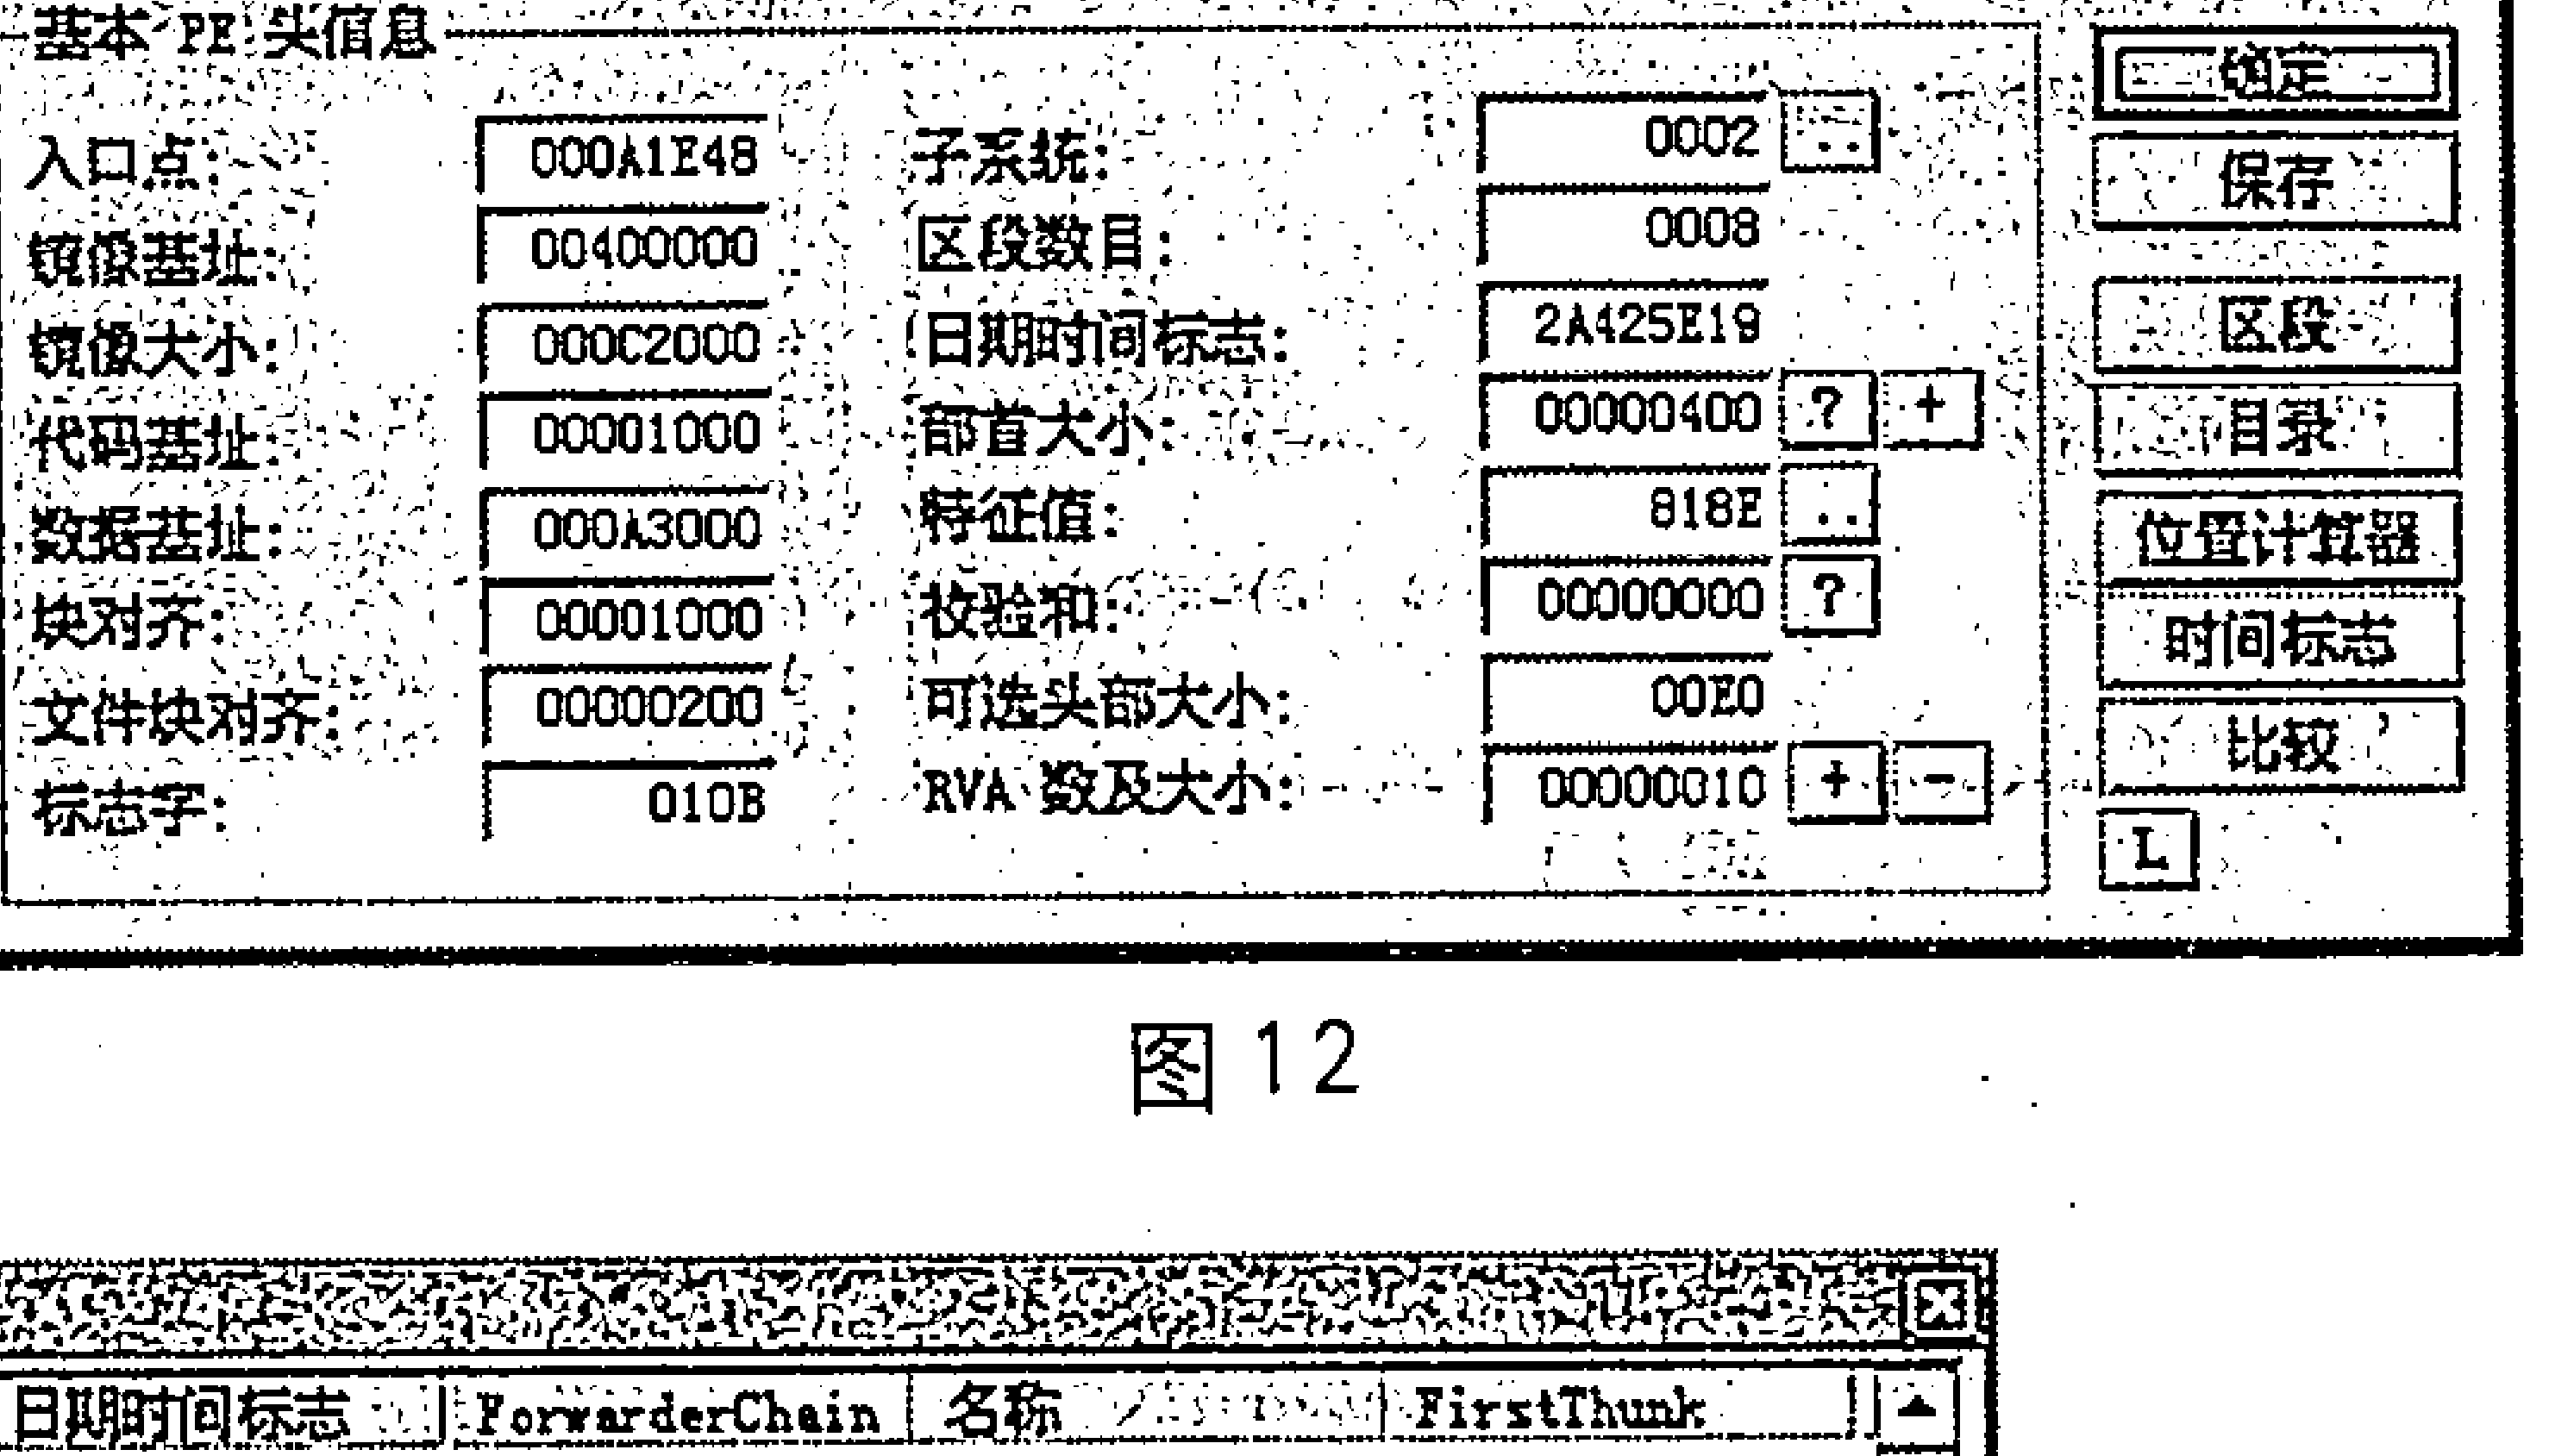 基本 PE 头信息
入口点: 000A1E48
镜像基址: 00400000
镜像大小: 000C2000
代码基址: 00001000
数据基址: 000A3000
块对齐: 00001000
文件块对齐: 00000200
标志字: 010B
子系统: 0002 ..
区段数目: 0008
日期时间标志: 2A425E19
部首大小: 00000400 ? +
特征值: 818E ..
校验和: 00000000 ?
可选头部大小: 00E0
RVA 数及大小: 00000010 + -
确定
保存
区段
目录
位置计算器
时间标志
比较
L
图 12
日期时间标志 ForwarderChain 名称 FirstThunk